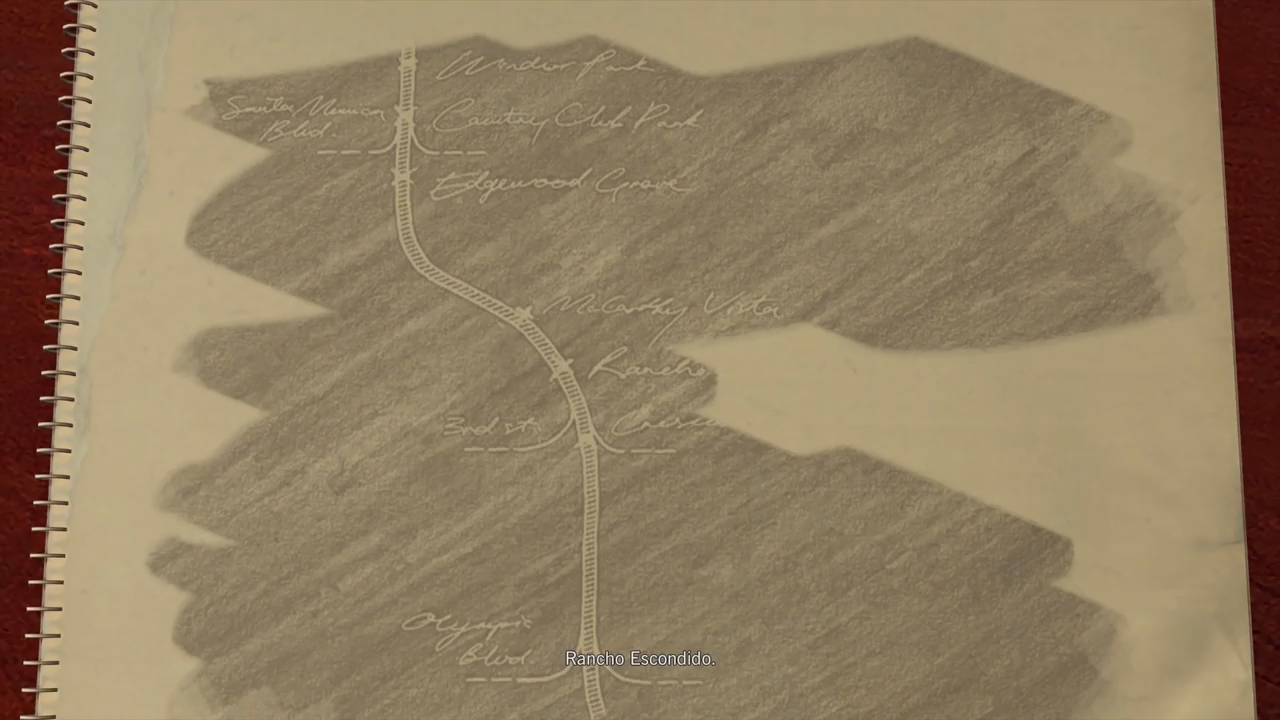 Windsor Park
Santa Monica
Blvd.
Country Club Park
Edgewood Grove
McCarthy Vista
Rancho
3rd st.
Cresce
Olympic
Blvd.
Rancho Escondido.